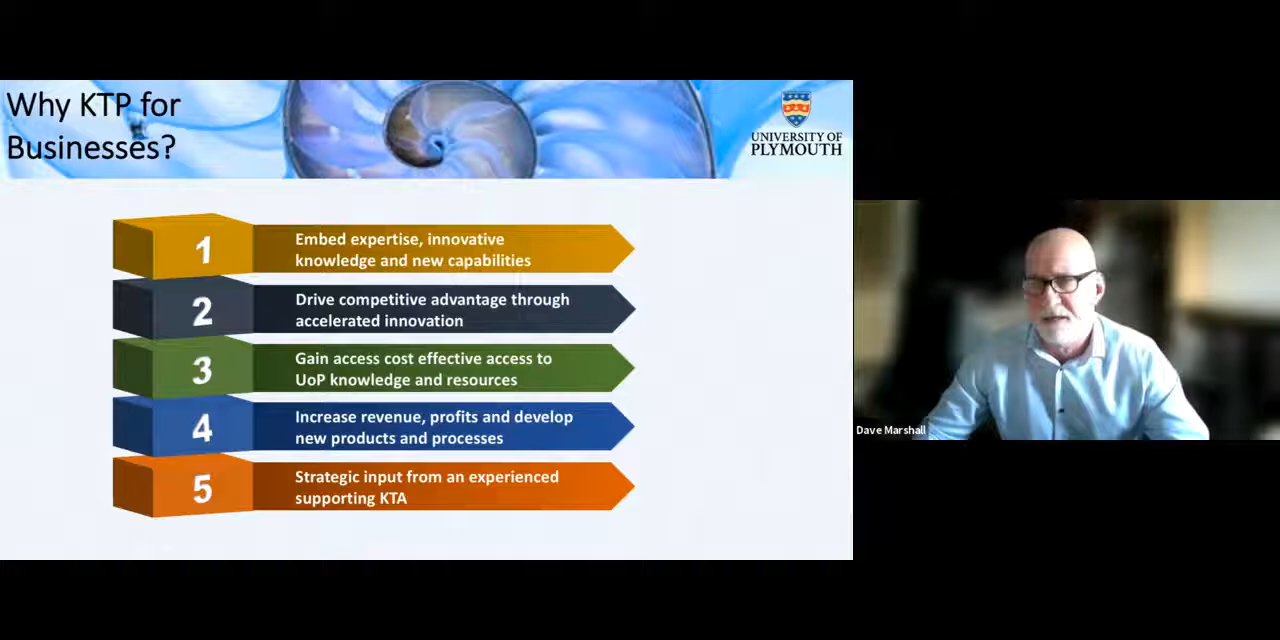 Why KTP for
Businesses?
UNIVERSITY OF
PLYMOUTH
1
Embed expertise, innovative
knowledge and new capabilities
2
Drive competitive advantage through
accelerated innovation
3
Gain access cost effective access to
UoP knowledge and resources
4
Increase revenue, profits and develop
new products and processes
5
Strategic input from an experienced
supporting KTA
Dave Marshall